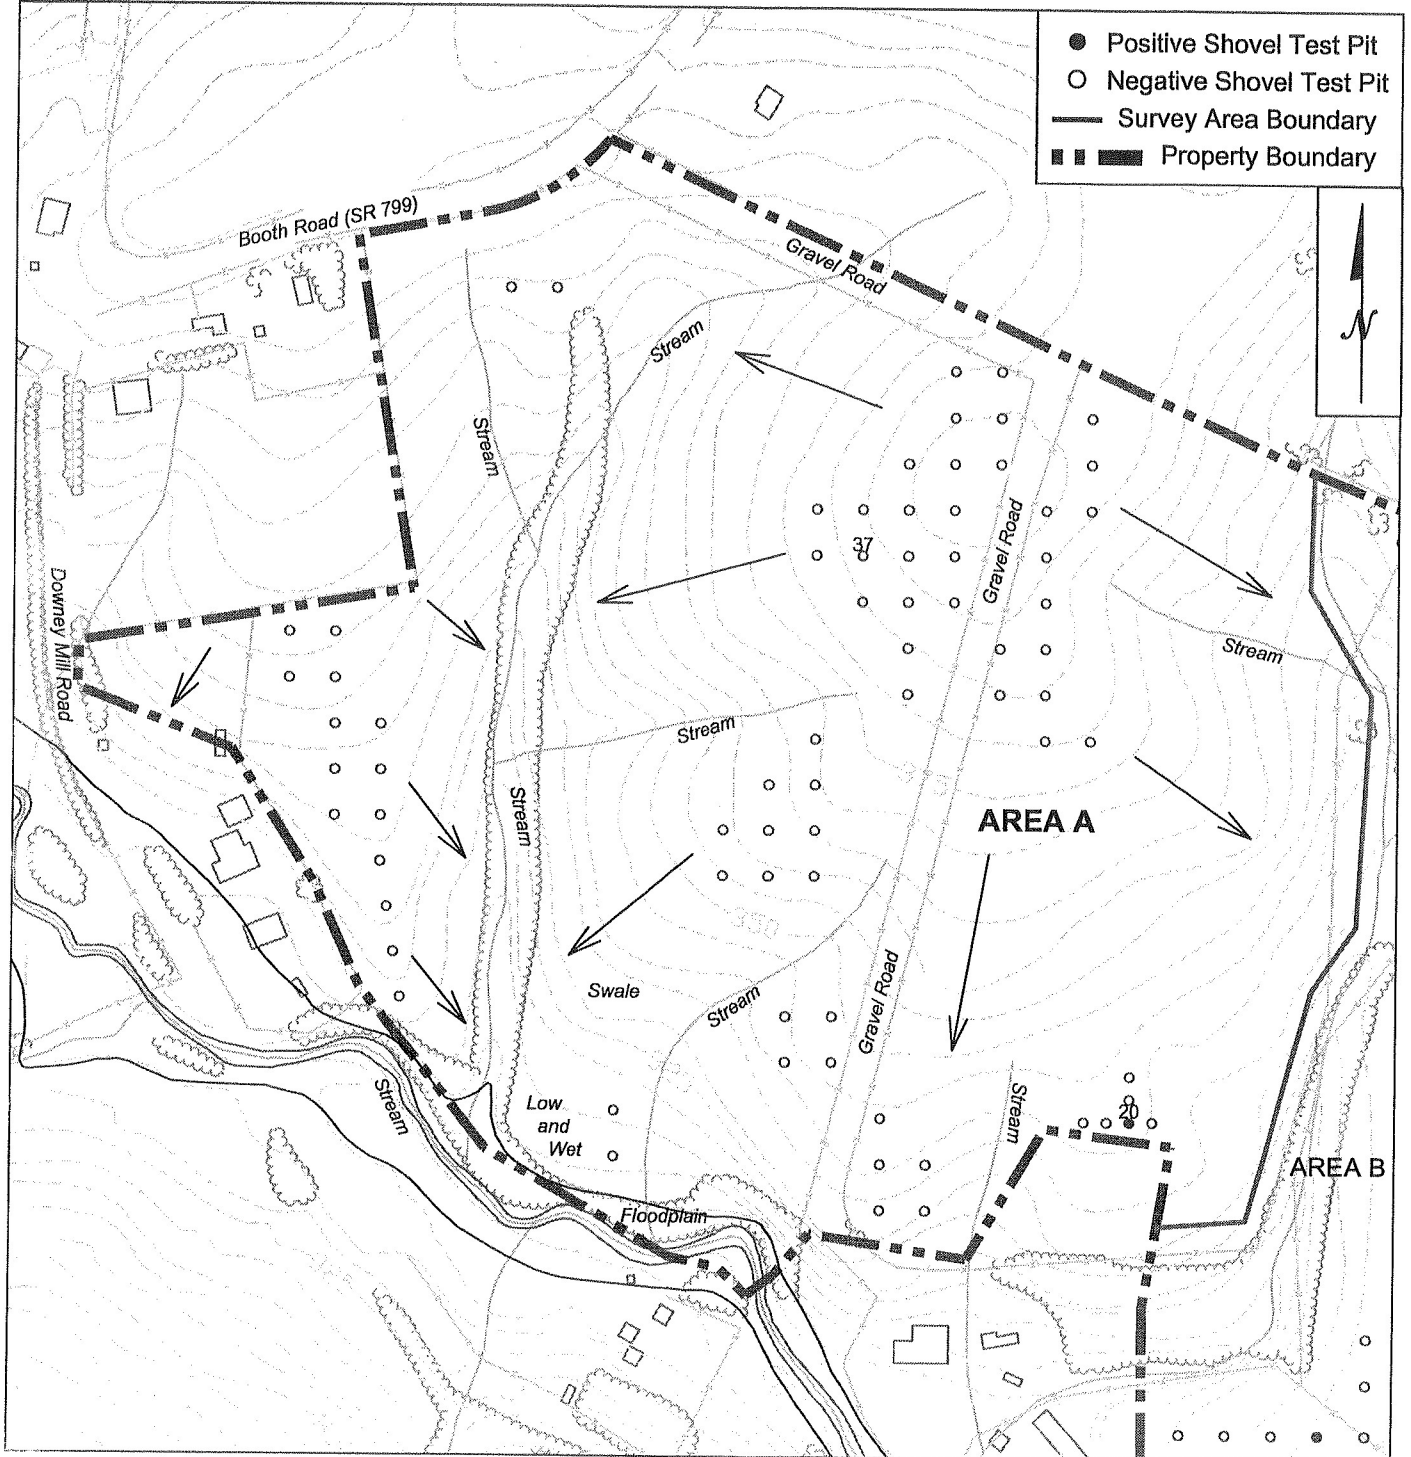 Positive Shovel Test Pit
Negative Shovel Test Pit
Survey Area Boundary
Property Boundary
N
Booth Road (SR 799)
Gravel Road
Stream
Stream
37
Gravel Road
Downey Mill Road
Stream
Stream
Stream
AREA A
320
Swale
Stream
Gravel Road
Stream
Low
and
Wet
Stream
20
AREA B
Floodplain